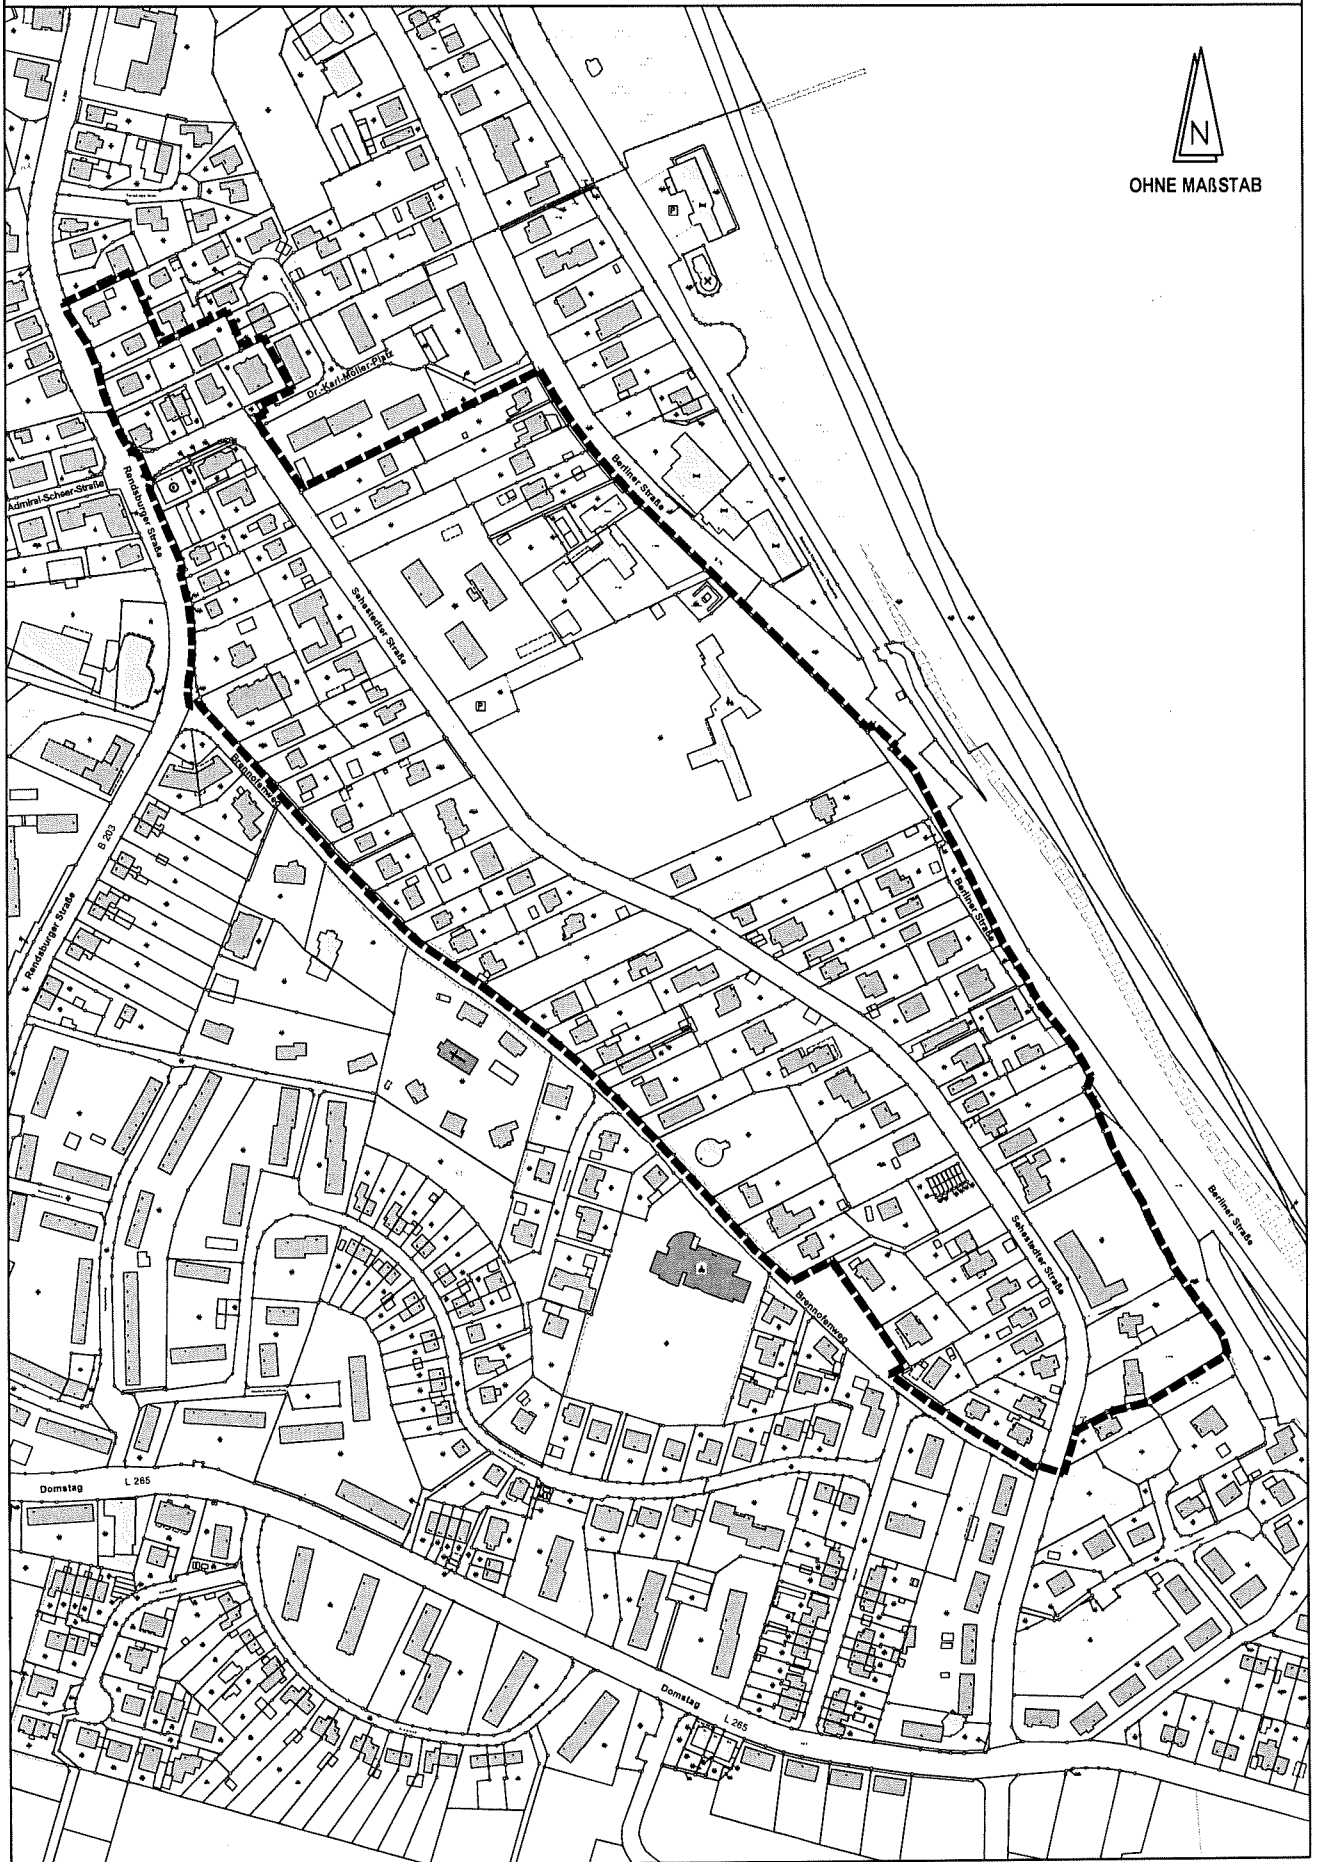 N
OHNE MAßSTAB
Dr.-Karl-Möller-Platz
Berliner Straße
Admiral-Scheer-Straße
Rendsburger Straße
Sehestedter Straße
P
P
Brennofenweg
B 203
Rendsburger Straße
Berliner Straße
Berliner Straße
Sehestedter Straße
Brennofenweg
Domstag
L 265
Domstag
L 265